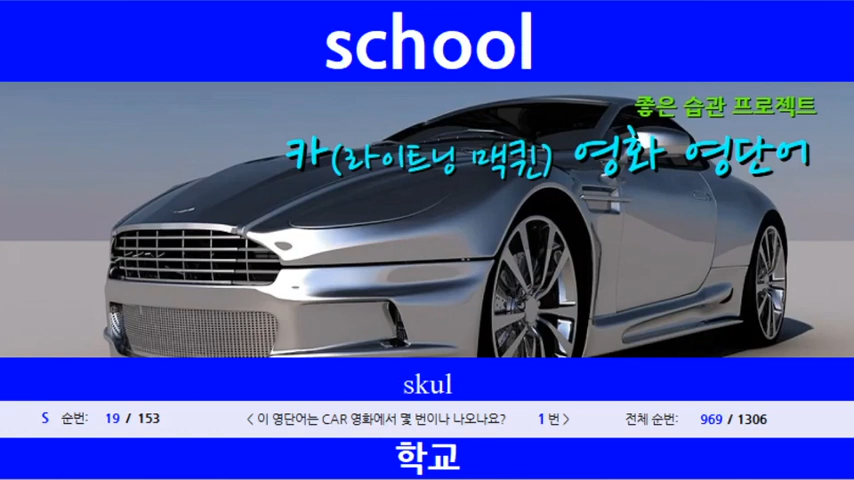 school
좋은 습관 프로젝트
카(라이트닝 맥퀸) 영화 영단어
skul
S 순번: 19 / 153 < 이 영단어는 CAR 영화에서 몇 번이나 나오나요? 1 번 > 전체 순번: 969 / 1306
학교